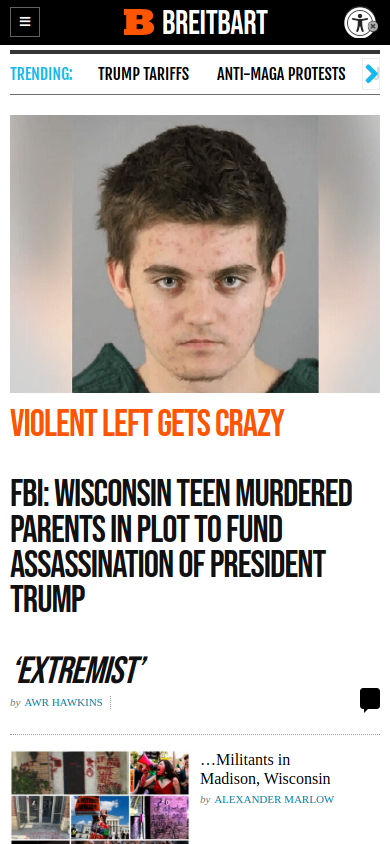 B BREITBART
TRENDING: TRUMP TARIFFS ANTI-MAGA PROTESTS
VIOLENT LEFT GETS CRAZY
FBI: WISCONSIN TEEN MURDERED
PARENTS IN PLOT TO FUND
ASSASSINATION OF PRESIDENT
TRUMP
‘EXTREMIST’
by AWR HAWKINS
…Militants in
Madison, Wisconsin
by ALEXANDER MARLOW